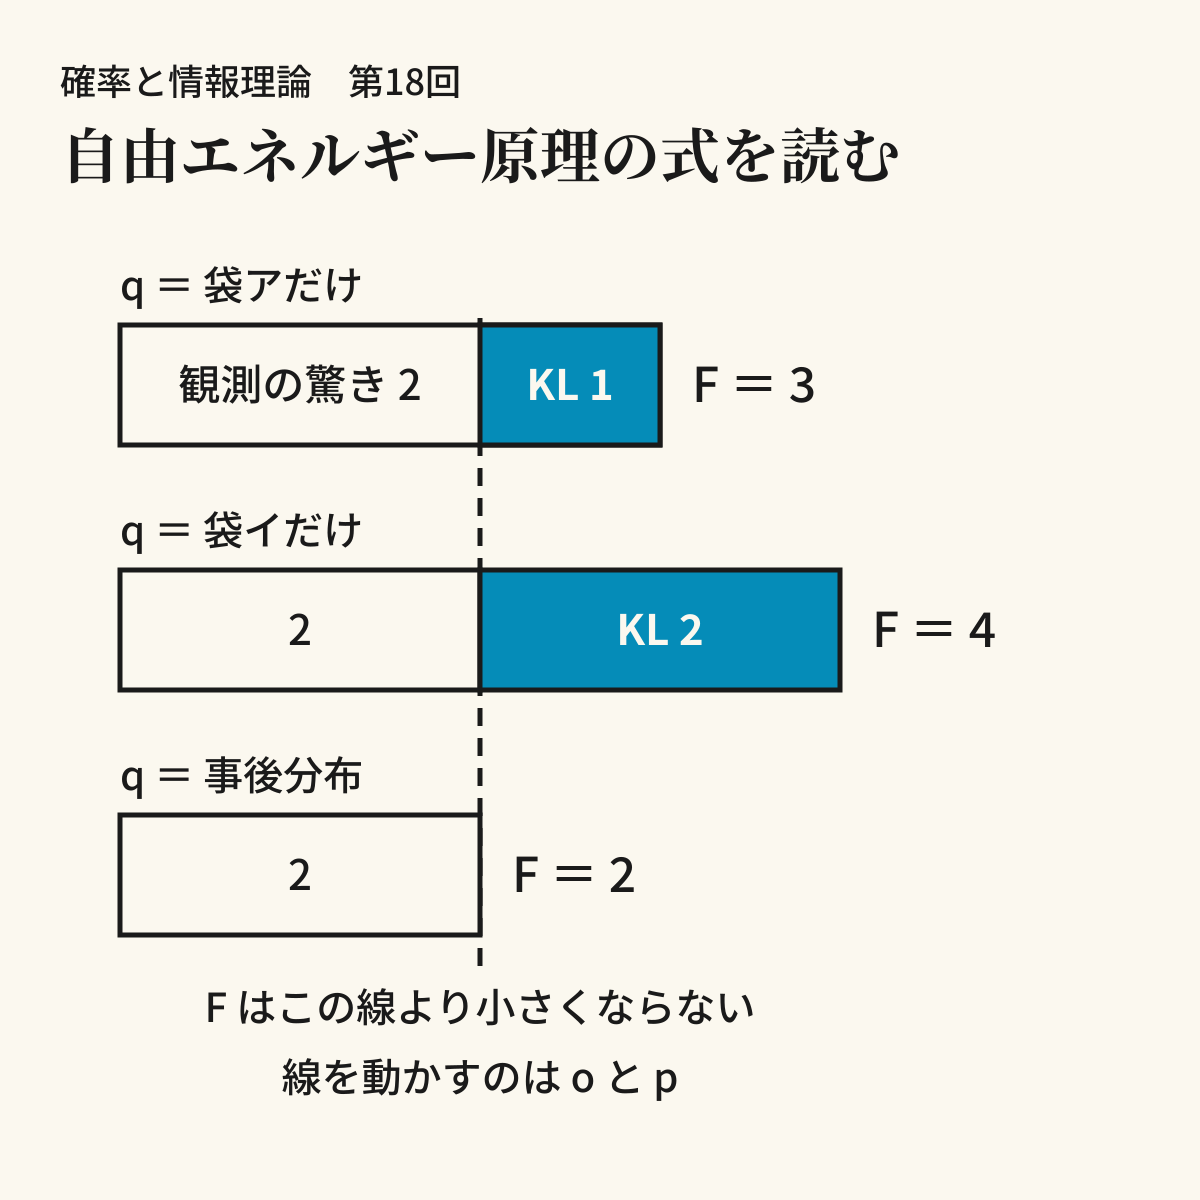 確率と情報理論　第18回
自由エネルギー原理の式を読む
q = 袋アだけ
観測の驚き 2
KL 1
F = 3
q = 袋イだけ
2
KL 2
F = 4
q = 事後分布
2
F = 2
F はこの線より小さくならない
線を動かすのは o と p